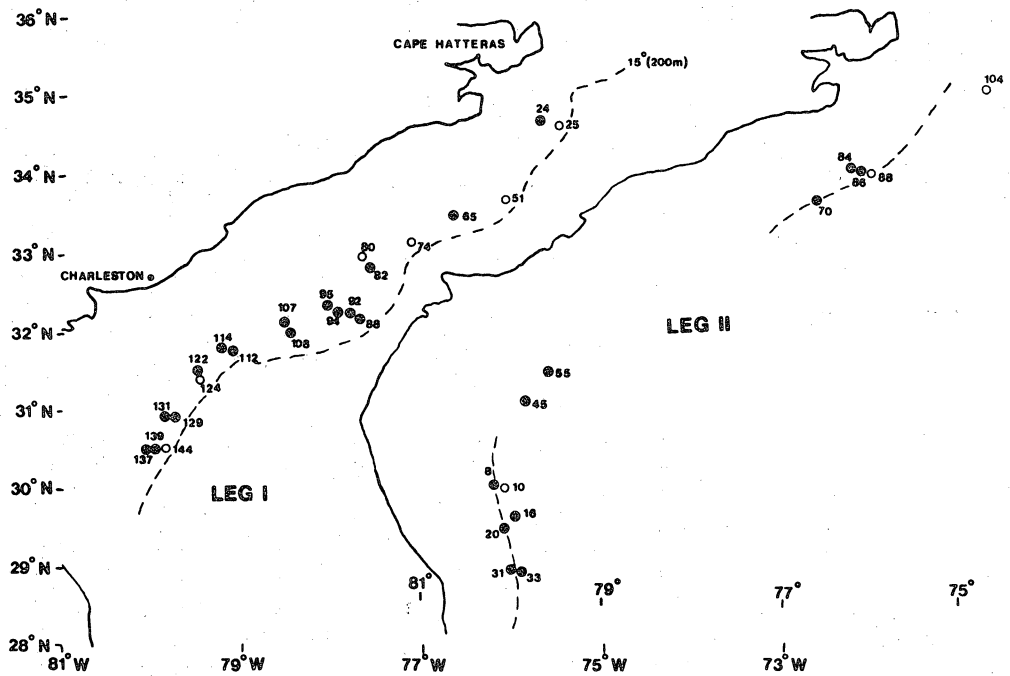 36°N
CAPE HATTERAS
15°(200m)
35°N
104
24
25
34°N
84
86
88
51
70
65
33°N
80
74
82
CHARLESTON
95
92
94
88
107
108
32°N
LEG II
114
112
122
124
55
45
31°N
131
129
139
144
137
8
10
30°N
LEG I
16
20
29°N
31
33
81°
79°
77°
75°
28°N
81°W
79°W
77°W
75°W
73°W